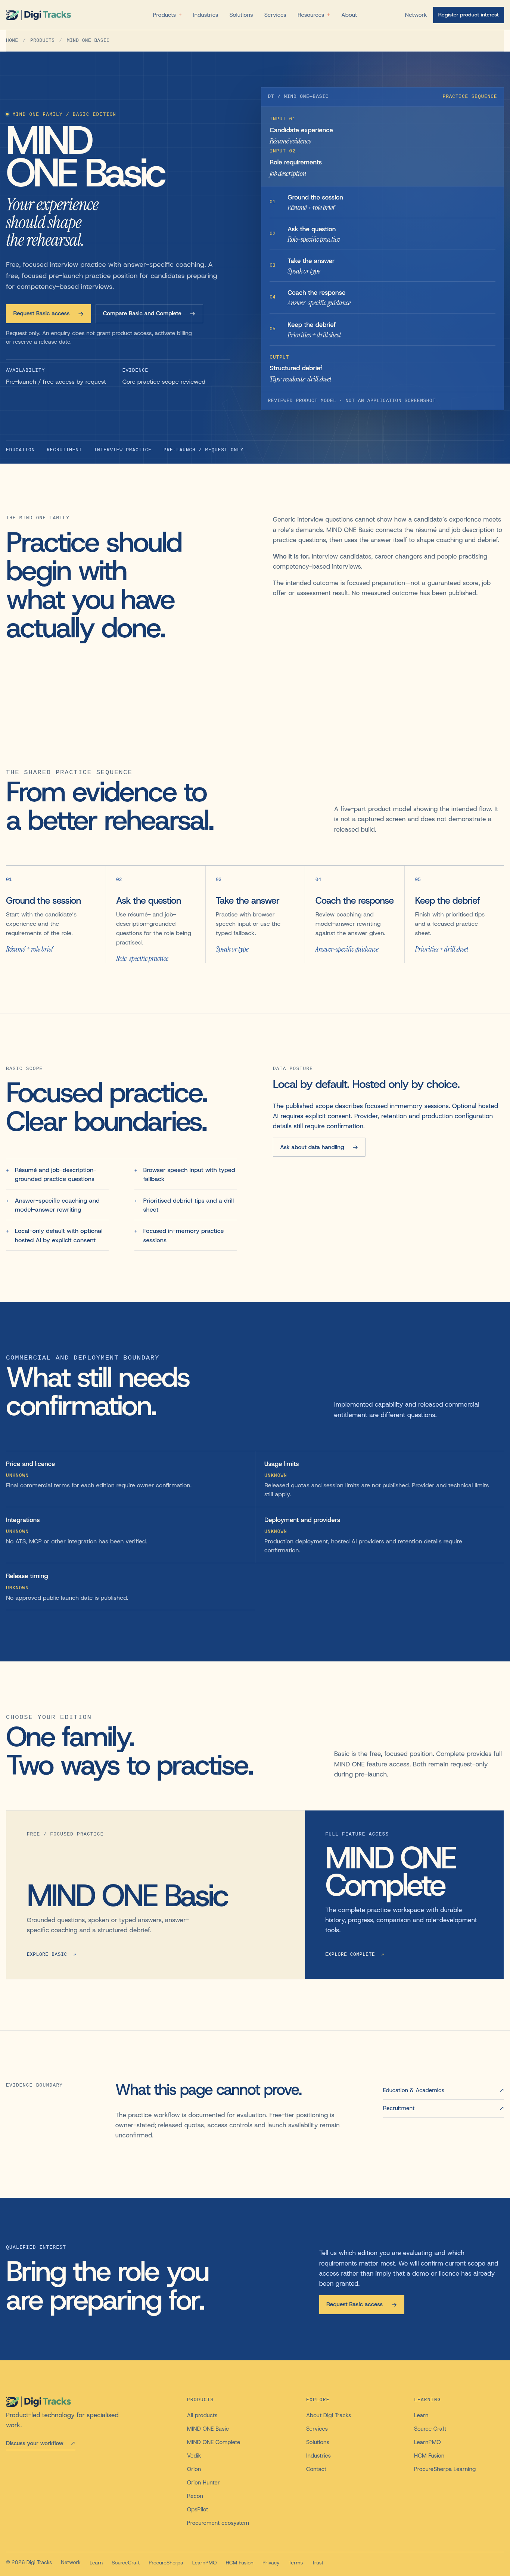 Digi Tracks
Products
Industries
Solutions
Services
Resources
About
Network
Register product interest
HOME / PRODUCTS / MIND ONE BASIC
MIND ONE FAMILY / BASIC EDITION
MIND
ONE Basic
Your experience
should shape
the rehearsal.
Free, focused interview practice with answer-specific coaching. A
free, focused pre-launch practice position for candidates preparing
for competency-based interviews.
Request Basic access →
Compare Basic and Complete →
Request only. An enquiry does not grant product access, activate billing
or reserve a release date.
AVAILABILITY
Pre-launch / free access by request
EVIDENCE
Core practice scope reviewed
DT / MIND ONE—BASIC
PRACTICE SEQUENCE
INPUT 01
Candidate experience
Résumé evidence
INPUT 02
Role requirements
Job description
01
Ground the session
Résumé + role brief
02
Ask the question
Role-specific practice
03
Take the answer
Speak or type
04
Coach the response
Answer-specific guidance
05
Keep the debrief
Priorities + drill sheet
OUTPUT
Structured debrief
Tips · readouts · drill sheet
REVIEWED PRODUCT MODEL · NOT AN APPLICATION SCREENSHOT
EDUCATION
RECRUITMENT
INTERVIEW PRACTICE
PRE-LAUNCH / REQUEST ONLY
THE MIND ONE FAMILY
Practice should
begin with
what you have
actually done.
Generic interview questions cannot show how a candidate's experience meets
a role's demands. MIND ONE Basic connects the résumé and job description to
practice questions, then uses the answer itself to shape coaching and debrief.
Who it is for. Interview candidates, career changers and people practising
competency-based interviews.
The intended outcome is focused preparation—not a guaranteed score, job
offer or assessment result. No measured outcome has been published.
THE SHARED PRACTICE SEQUENCE
From evidence to
a better rehearsal.
A five-part product model showing the intended flow. It
is not a captured screen and does not demonstrate a
released build.
01
Ground the session
Start with the candidate's
experience and the
requirements of the role.
Résumé + role brief
02
Ask the question
Use résumé- and job-
description-grounded
questions for the role being
practised.
Role-specific practice
03
Take the answer
Practise with browser
speech input or use the
typed fallback.
Speak or type
04
Coach the response
Review coaching and
model-answer rewriting
against the answer given.
Answer-specific guidance
05
Keep the debrief
Finish with prioritised tips
and a focused practice
sheet.
Priorities + drill sheet
BASIC SCOPE
Focused practice.
Clear boundaries.
Résumé and job-description-
grounded practice questions
Browser speech input with typed
fallback
Answer-specific coaching and
model-answer rewriting
Prioritised debrief tips and a drill
sheet
Local-only default with optional
hosted AI by explicit consent
Focused in-memory practice
sessions
DATA POSTURE
Local by default. Hosted only by choice.
The published scope describes focused in-memory sessions. Optional hosted
AI requires explicit consent. Provider, retention and production configuration
details still require confirmation.
Ask about data handling →
COMMERCIAL AND DEPLOYMENT BOUNDARY
What still needs
confirmation.
Implemented capability and released commercial
entitlement are different questions.
Price and licence
UNKNOWN
Final commercial terms for each edition require owner confirmation.
Usage limits
UNKNOWN
Released quotas and session limits are not published. Provider and technical limits
still apply.
Integrations
UNKNOWN
No ATS, MCP or other integration has been verified.
Deployment and providers
UNKNOWN
Production deployment, hosted AI providers and retention details require
confirmation.
Release timing
UNKNOWN
No approved public launch date is published.
CHOOSE YOUR EDITION
One family.
Two ways to practise.
Basic is the free, focused position. Complete provides full
MIND ONE feature access. Both remain request-only
during pre-launch.
FREE / FOCUSED PRACTICE
MIND ONE Basic
Grounded questions, spoken or typed answers, answer-
specific coaching and a structured debrief.
EXPLORE BASIC ↗
FULL FEATURE ACCESS
MIND ONE
Complete
The complete practice workspace with durable
history, progress, comparison and role-development
tools.
EXPLORE COMPLETE ↗
EVIDENCE BOUNDARY
What this page cannot prove.
The practice workflow is documented for evaluation. Free-tier positioning is
owner-stated; released quotas, access controls and launch majority remain
unconfirmed.
Education & Academics ↗
Recruitment ↗
QUALIFIED INTEREST
Bring the role you
are preparing for.
Tell us which edition you are evaluating and which
requirements matter most. We will confirm current scope and
access rather than imply that a demo or licence has already
been granted.
Request Basic access →
Digi Tracks
Product-led technology for specialised
work.
Discuss your workflow ↗
PRODUCTS
All products
MIND ONE Basic
MIND ONE Complete
Vedik
Orion
Orion Hunter
Recon
OpsPilot
Procurement ecosystem
EXPLORE
About Digi Tracks
Services
Solutions
Industries
Contact
LEARNING
Learn
Source Craft
LearnPMO
HCM Fusion
ProcureSherpa Learning
© 2026 Digi Tracks
Network
Learn
SourceCraft
ProcureSherpa
LearnPMO
HCM Fusion
Privacy
Terms
Trust